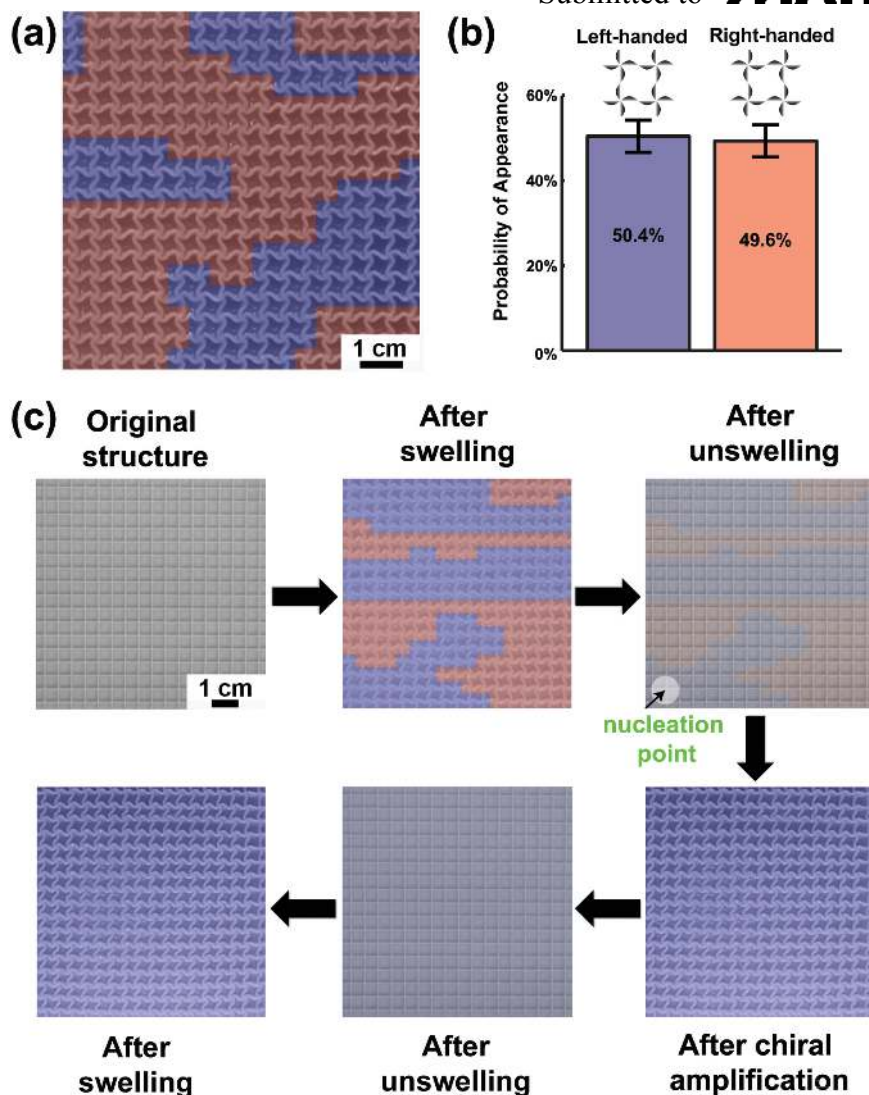 Submitted to
(a)
1 cm
(b)
Left-handed
Right-handed
Probability of Appearance
60%
40%
20%
0%
50.4%
49.6%
(c)
Original
structure
After
swelling
After
unswelling
1 cm
nucleation
point
After
swelling
After
unswelling
After chiral
amplification